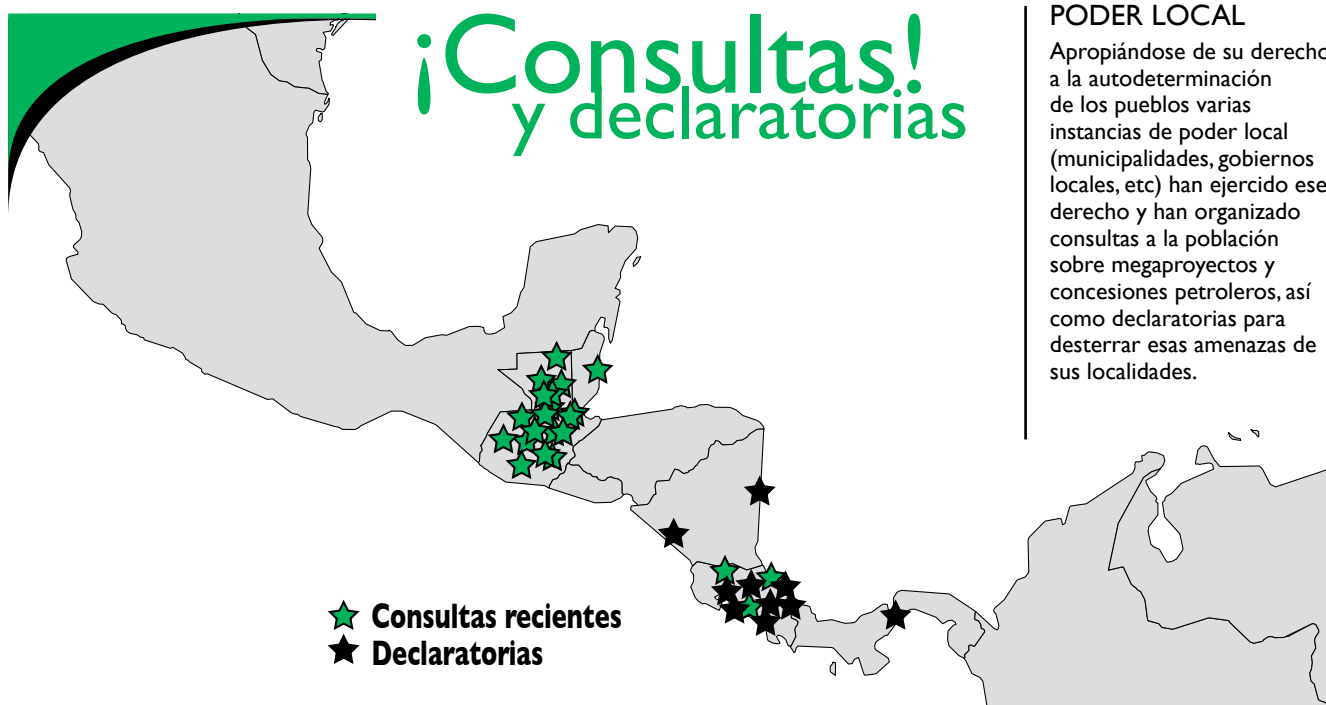 ¡Consultas!
y declaratorias
PODER LOCAL
Apropiándose de su derecho
a la autodeterminación
de los pueblos varias
instancias de poder local
(municipalidades, gobiernos
locales, etc) han ejercido ese
derecho y han organizado
consultas a la población
sobre megaproyectos y
concesiones petroleros, así
como declaratorias para
desterrar esas amenazas de
sus localidades.
Consultas recientes
Declaratorias